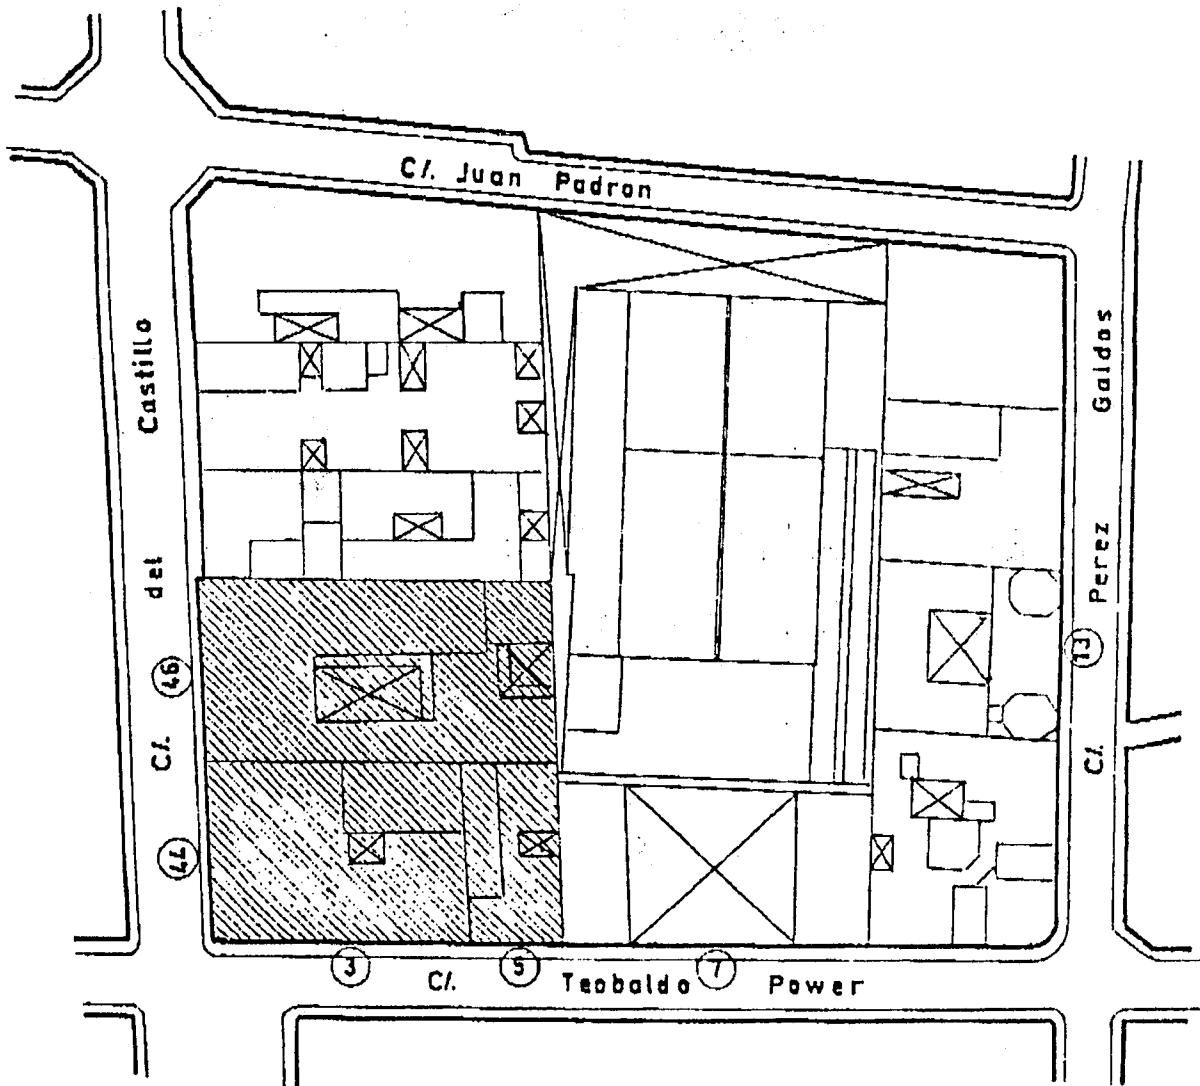 C/. Juan Padron
C/. del Castillo
C/. Perez Galdos
46
13
44
3
5
7
C/. Teobaldo Power